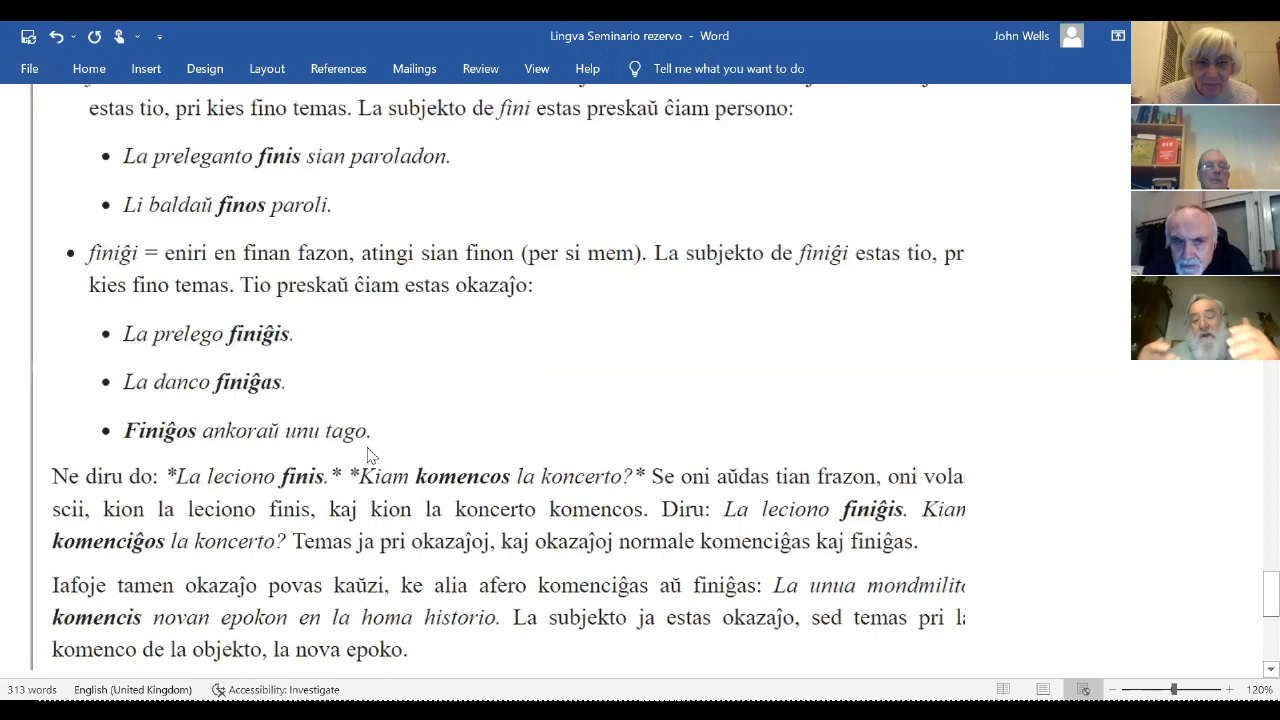 Lingva Seminario rezervo - Word
John Wells
File Home Insert Design Layout References Mailings Review View Help Tell me what you want to do
estas tio, pri kies fino temas. La subjekto de fini estas preskaŭ ĉiam persono:
• La preleganto finis sian paroladon.
• Li baldaŭ finos paroli.
• finiĝi = eniri en finan fazon, atingi sian finon (per si mem). La subjekto de finiĝi estas tio, pr
kies fino temas. Tio preskaŭ ĉiam estas okazaĵo:
• La prelego finiĝis.
• La danco finiĝas.
• Finiĝos ankoraŭ unu tago.
Ne diru do: *La leciono finis.* *Kiam komencos la koncerto?* Se oni aŭdas tian frazon, oni volas
scii, kion la leciono finis, kaj kion la koncerto komencos. Diru: La leciono finiĝis. Kiam
komenciĝos la koncerto? Temas ja pri okazaĵoj, kaj okazaĵoj normale komenciĝas kaj finiĝas.
Iafoje tamen okazaĵo povas kaŭzi, ke alia afero komenciĝas aŭ finiĝas: La unua mondmilito
komencis novan epokon en la homa historio. La subjekto ja estas okazaĵo, sed temas pri la
komenco de la objekto, la nova epoko.
313 words English (United Kingdom) Accessibility: Investigate 120%